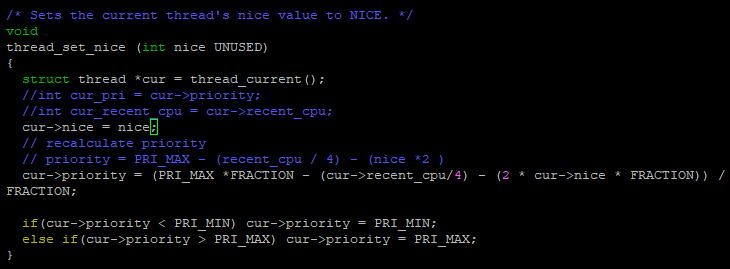 /* Sets the current thread's nice value to NICE. */
void
thread_set_nice (int nice UNUSED)
{
  struct thread *cur = thread_current();
  //int cur_pri = cur->priority;
  //int cur_recent_cpu = cur->recent_cpu;
  cur->nice = nice;
  // recalculate priority
  // priority = PRI_MAX - (recent_cpu / 4) - (nice *2 )
  cur->priority = (PRI_MAX *FRACTION - (cur->recent_cpu/4) - (2 * cur->nice * FRACTION)) /
FRACTION;

  if(cur->priority < PRI_MIN) cur->priority = PRI_MIN;
  else if(cur->priority > PRI_MAX) cur->priority = PRI_MAX;
}